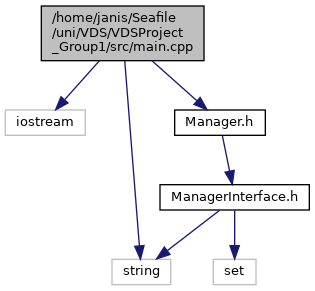 /home/janis/Seafile
/uni/VDS/VDSProject
_Group1/src/main.cpp
iostream
Manager.h
ManagerInterface.h
string
set